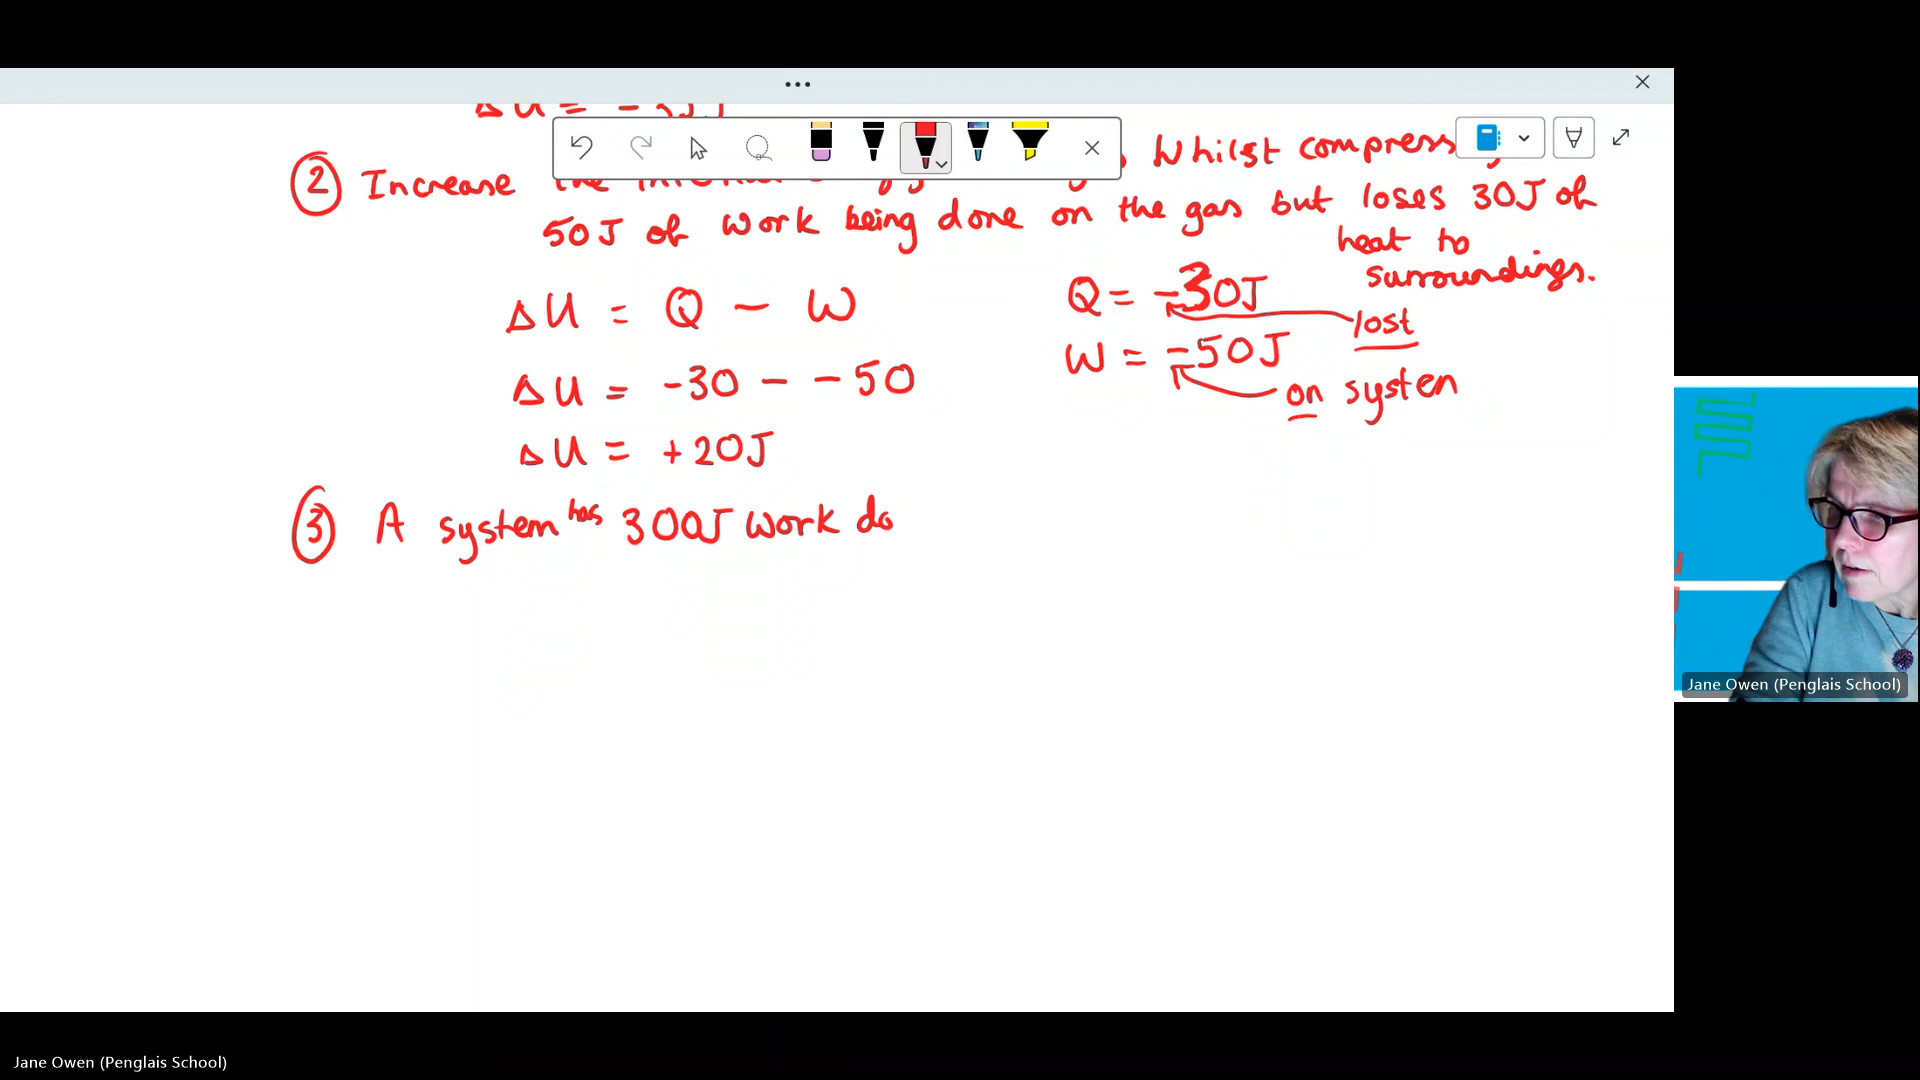 ② Increase
Whilst compress
50J of work being done on the gas but loses 30J of
heat to
surroundings.
ΔU = Q - W
Q = -30J
lost
W = -50J
on system
ΔU = -30 - -50
ΔU = +20J
③ A system has 300J work do
Jane Owen (Penglais School)
Jane Owen (Penglais School)